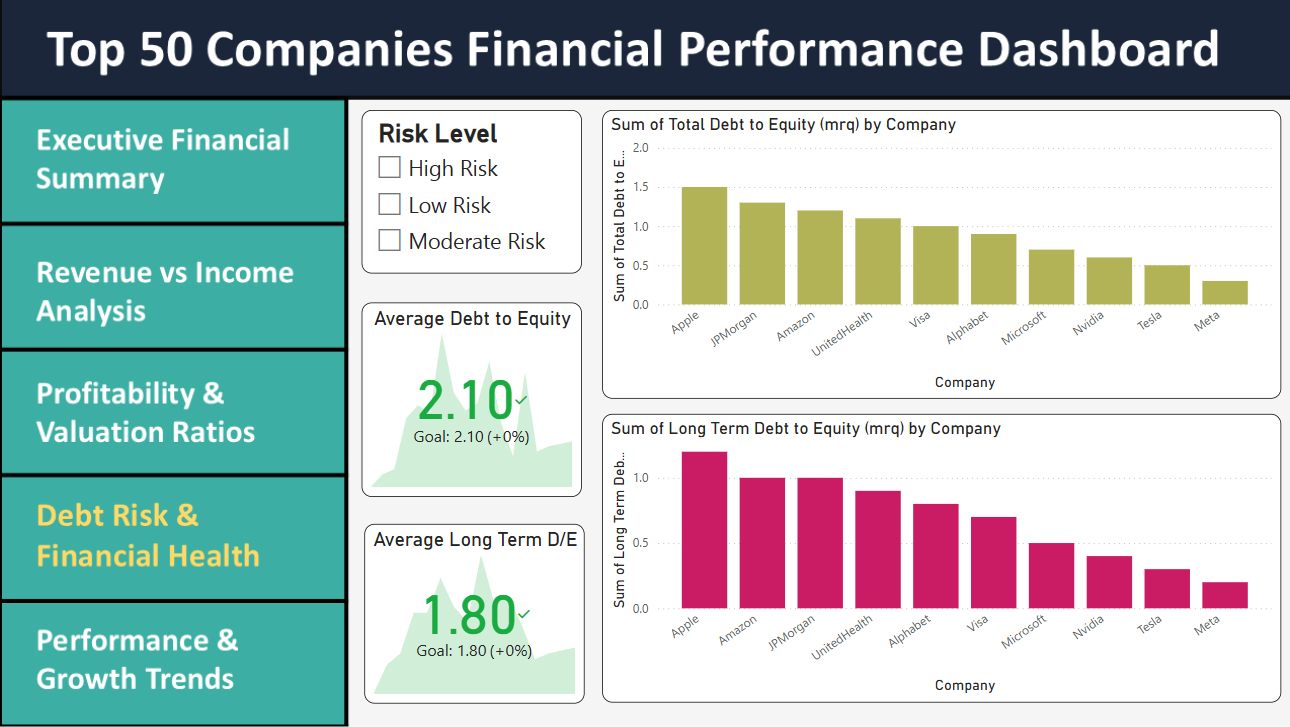 Top 50 Companies Financial Performance Dashboard
Executive Financial
Summary
Revenue vs Income
Analysis
Profitability &
Valuation Ratios
Debt Risk &
Financial Health
Performance &
Growth Trends
Risk Level
High Risk
Low Risk
Moderate Risk
Average Debt to Equity
2.10
Goal: 2.10 (+0%)
Average Long Term D/E
1.80
Goal: 1.80 (+0%)
Sum of Total Debt to Equity (mrq) by Company
Sum of Total Debt to E...
2.0
1.5
1.0
0.5
0.0
Apple
JPMorgan
Amazon
UnitedHealth
Visa
Alphabet
Microsoft
Nvidia
Tesla
Meta
Company
Sum of Long Term Debt to Equity (mrq) by Company
Sum of Long Term Deb...
1.0
0.5
0.0
Apple
Amazon
JPMorgan
UnitedHealth
Alphabet
Visa
Microsoft
Nvidia
Tesla
Meta
Company